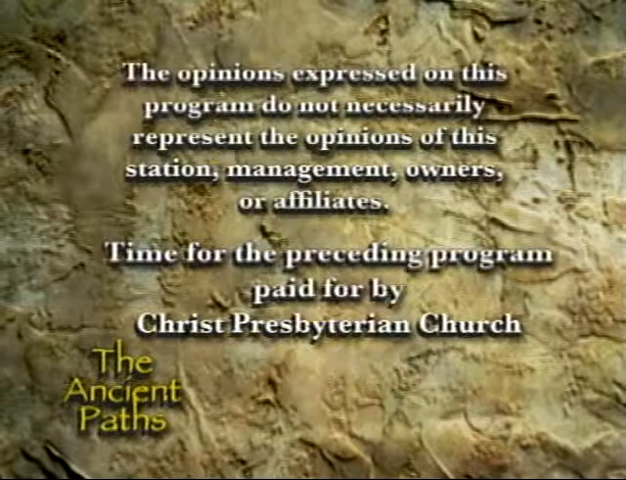 The opinions expressed on this
program do not necessarily
represent the opinions of this
station, management, owners,
or affiliates.
Time for the preceding program
paid for by
Christ Presbyterian Church
The
Ancient
Paths